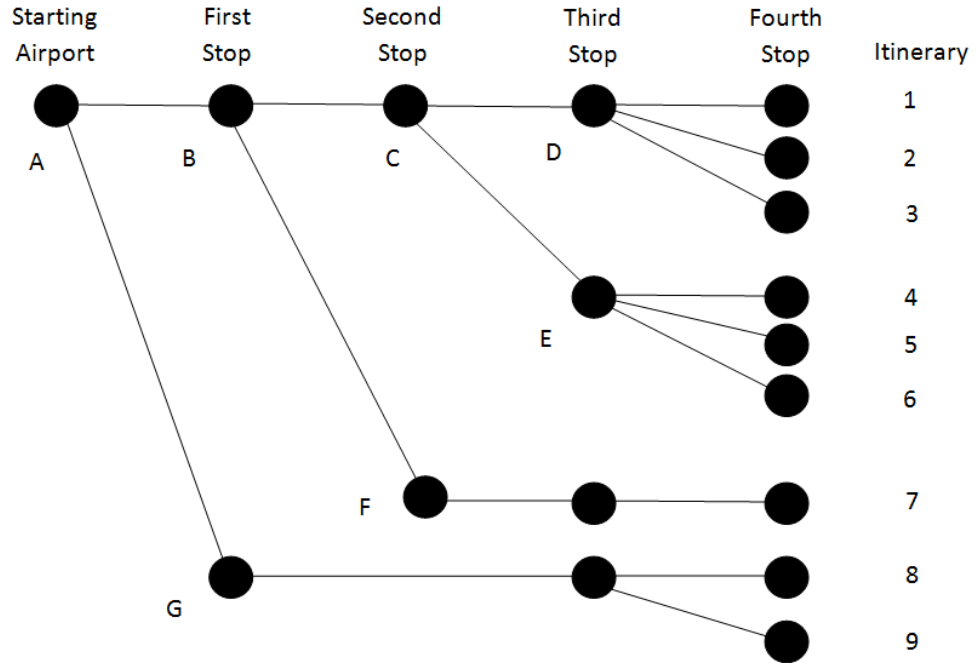 Starting Airport
First Stop
Second Stop
Third Stop
Fourth Stop
Itinerary
1
A
B
C
D
2
3
4
E
5
6
F
7
8
G
9